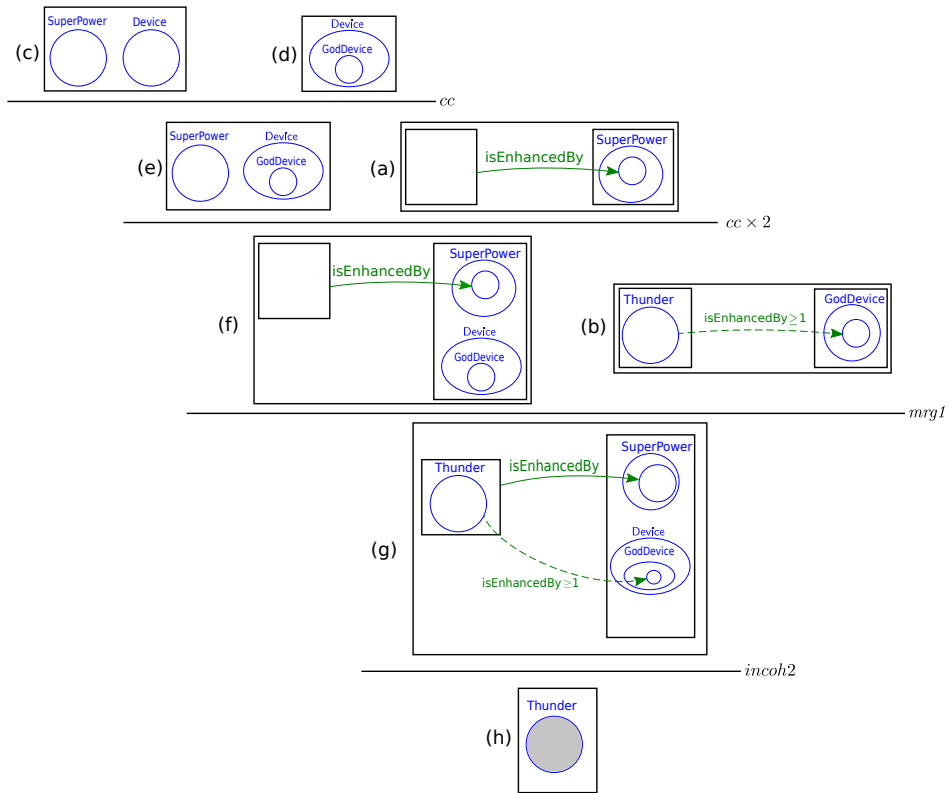 SuperPower Device
(c)
Device
(d) GodDevice
cc
SuperPower Device
(e) GodDevice
(a) isEnhancedBy SuperPower
cc × 2
(f) isEnhancedBy SuperPower
Device
GodDevice
(b) Thunder isEnhancedBy≥1 GodDevice
mrg1
(g) Thunder isEnhancedBy SuperPower
Device
GodDevice
isEnhancedBy≥1
incoh2
Thunder
(h)